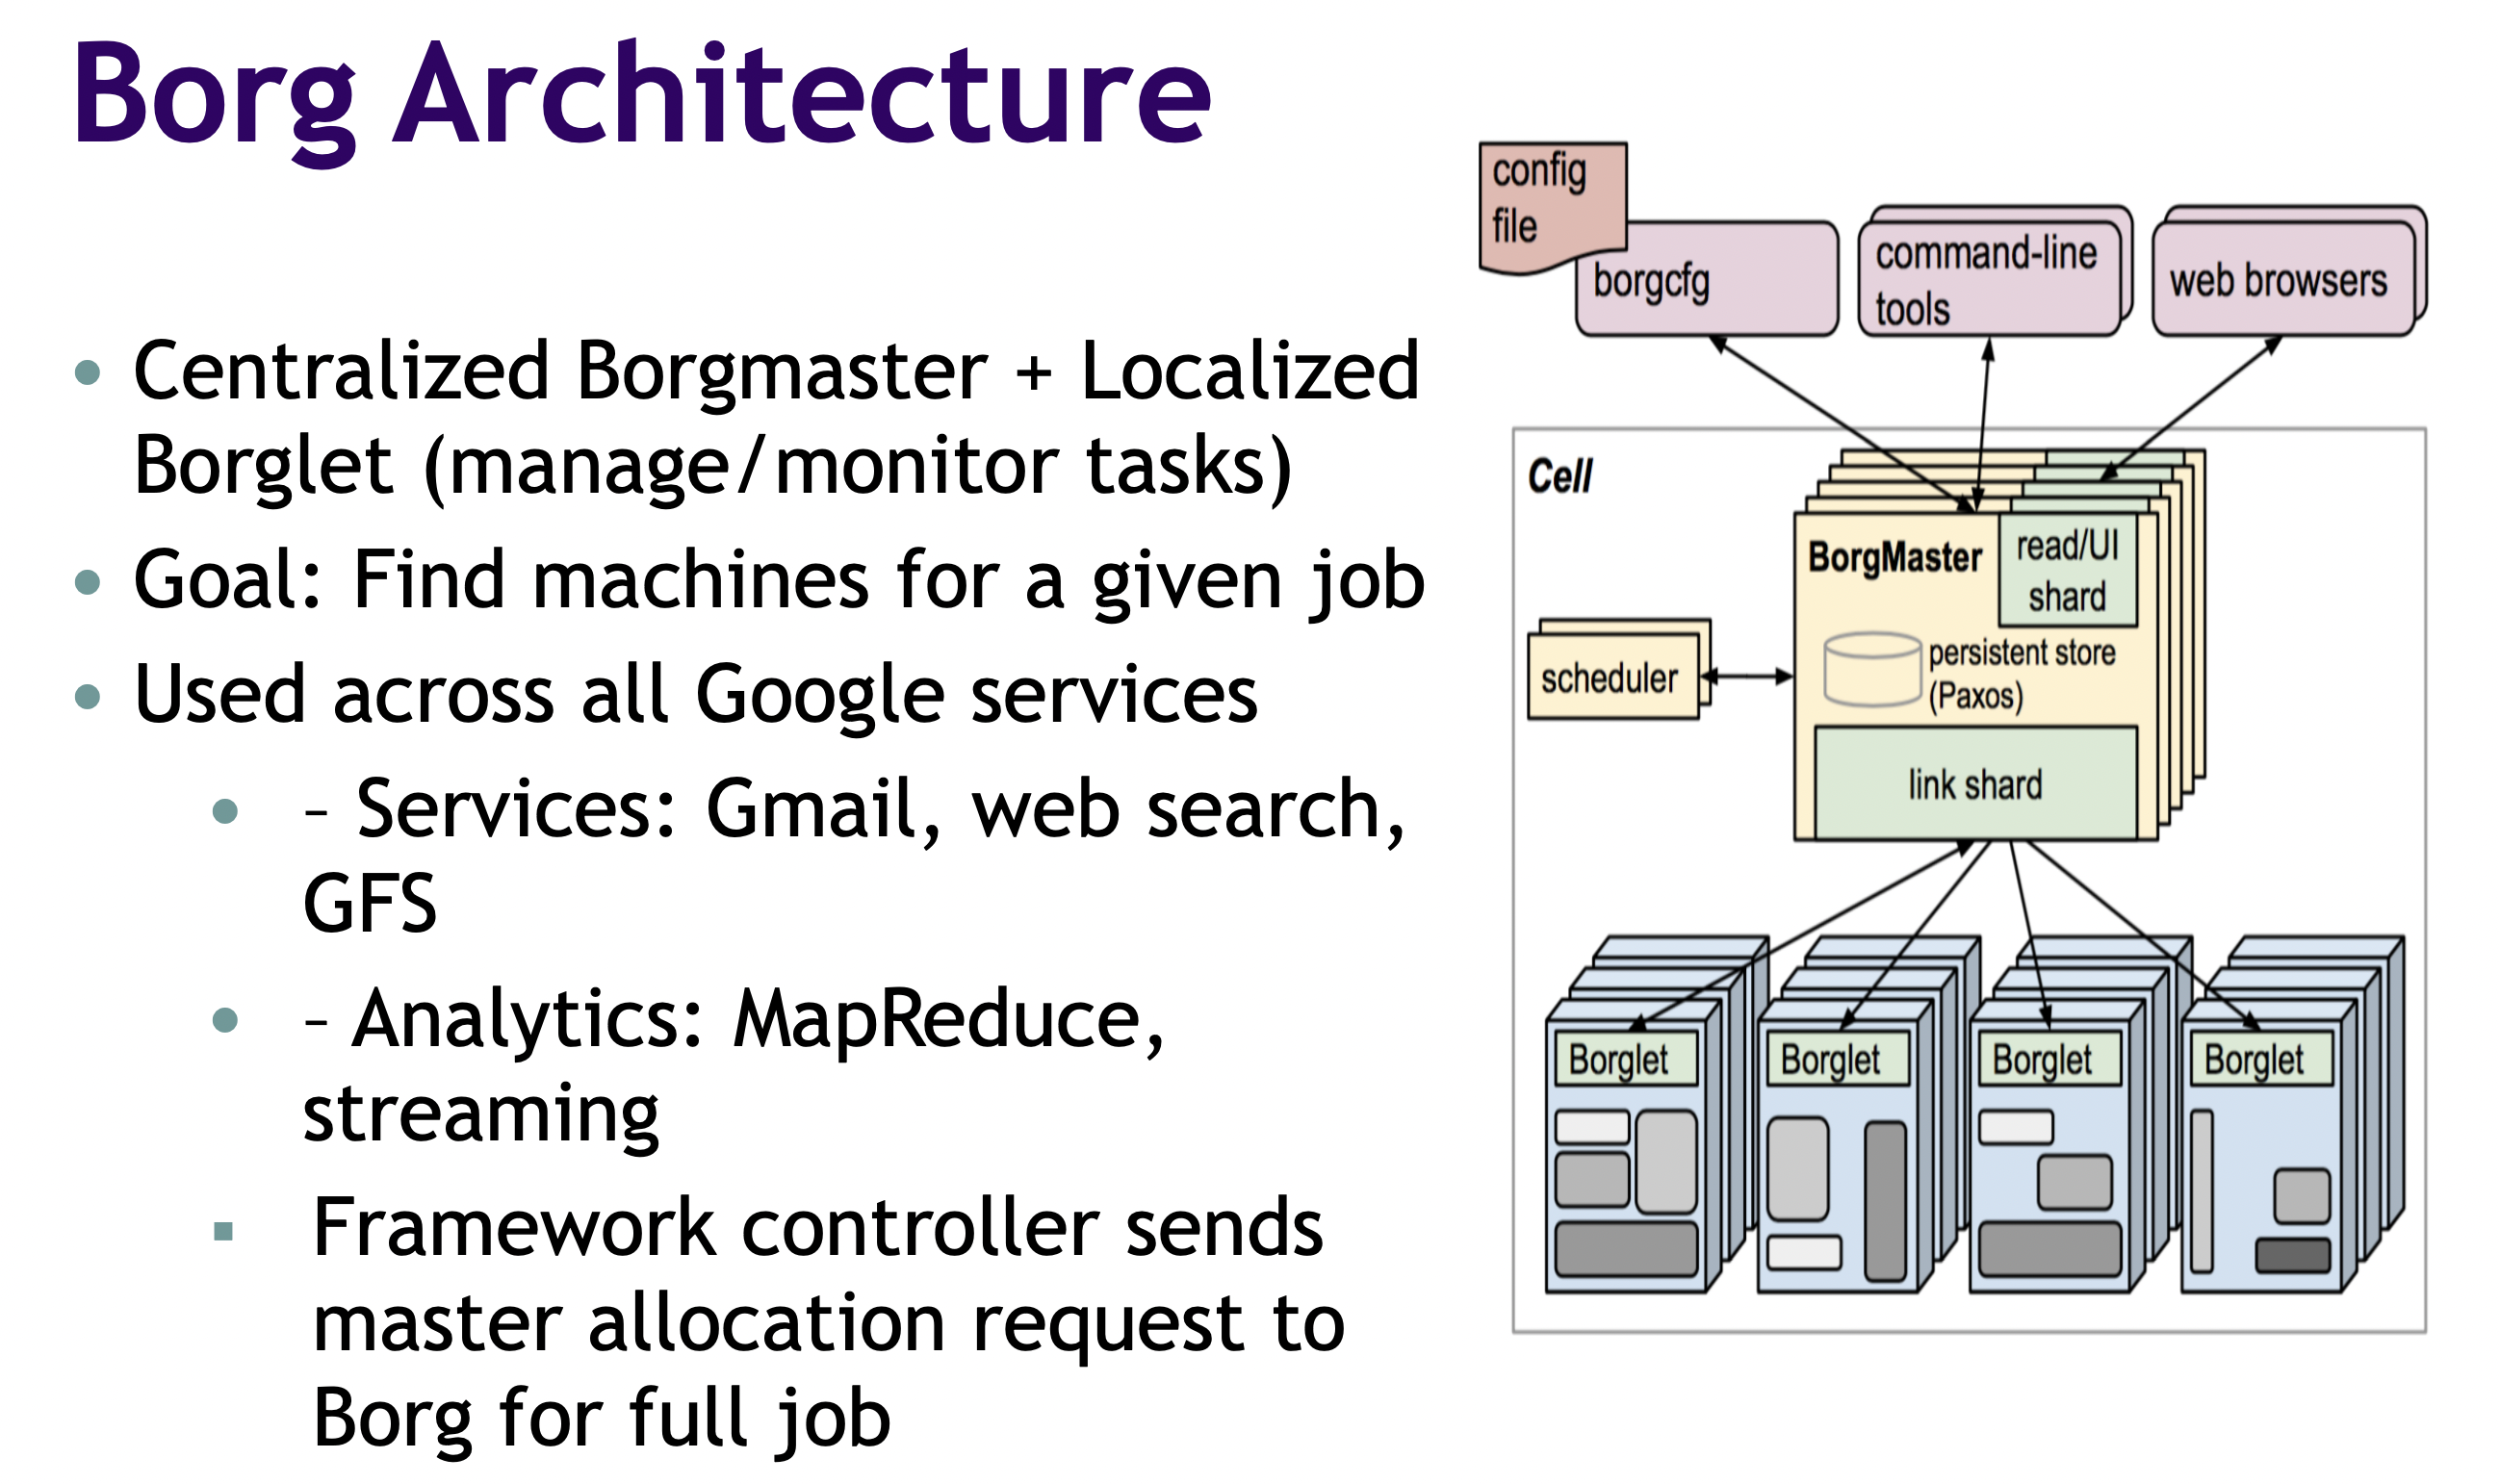 Borg Architecture
• Centralized Borgmaster + Localized
Borglet (manage/monitor tasks)
• Goal: Find machines for a given job
• Used across all Google services
• – Services: Gmail, web search,
GFS
• – Analytics: MapReduce,
streaming
▪ Framework controller sends
master allocation request to
Borg for full job
config
file
borgcfg
command-line
tools
web browsers
Cell
BorgMaster
read/UI
shard
scheduler
persistent store
(Paxos)
link shard
Borglet
Borglet
Borglet
Borglet